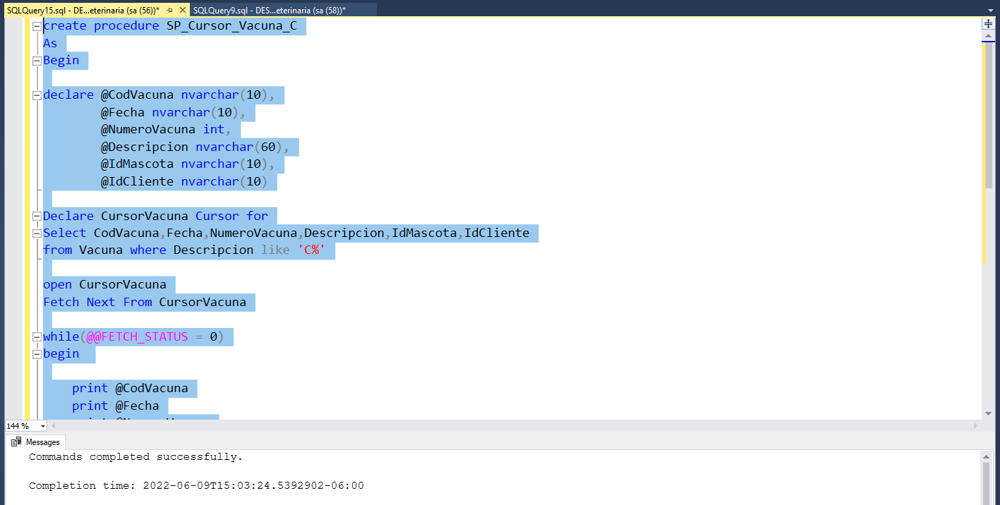 SQLQuery15.sql - DE...eterinaria (sa (56))* SQLQuery9.sql - DES...eterinaria (sa (58))*
create procedure SP_Cursor_Vacuna_C
As
Begin
declare @CodVacuna nvarchar(10),
@Fecha nvarchar(10),
@NumeroVacuna int,
@Descripcion nvarchar(60),
@IdMascota nvarchar(10),
@IdCliente nvarchar(10)
Declare CursorVacuna Cursor for
Select CodVacuna,Fecha,NumeroVacuna,Descripcion,IdMascota,IdCliente
from Vacuna where Descripcion like 'C%'
open CursorVacuna
Fetch Next From CursorVacuna
while(@@FETCH_STATUS = 0)
begin
print @CodVacuna
print @Fecha
144 %
Messages
Commands completed successfully.
Completion time: 2022-06-09T15:03:24.5392902-06:00